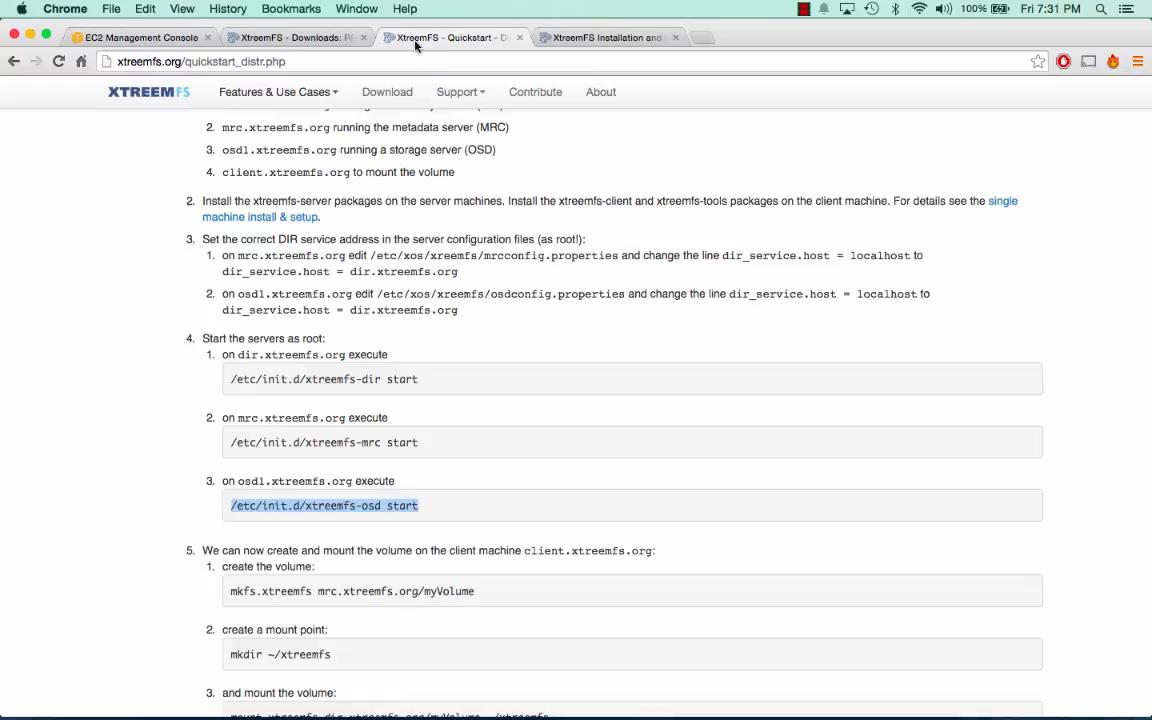 Chrome File Edit View History Bookmarks Window Help 100% Fri 7:31 PM
EC2 Management Console × XtreemFS - Downloads: RP × XtreemFS - Quickstart - Di × XtreemFS Installation and ×
xtreemfs.org/quickstart_distr.php
XTREEMFS Features & Use Cases Download Support Contribute About
2. mrc.xtreemfs.org running the metadata server (MRC)
3. osd1.xtreemfs.org running a storage server (OSD)
4. client.xtreemfs.org to mount the volume
2. Install the xtreemfs-server packages on the server machines. Install the xtreemfs-client and xtreemfs-tools packages on the client machine. For details see the single
machine install & setup.
3. Set the correct DIR service address in the server configuration files (as root!):
1. on mrc.xtreemfs.org edit /etc/xos/xreemfs/mrcconfig.properties and change the line dir_service.host = localhost to
dir_service.host = dir.xtreemfs.org
2. on osd1.xtreemfs.org edit /etc/xos/xreemfs/osdconfig.properties and change the line dir_service.host = localhost to
dir_service.host = dir.xtreemfs.org
4. Start the servers as root:
1. on dir.xtreemfs.org execute
/etc/init.d/xtreemfs-dir start
2. on mrc.xtreemfs.org execute
/etc/init.d/xtreemfs-mrc start
3. on osd1.xtreemfs.org execute
/etc/init.d/xtreemfs-osd start
5. We can now create and mount the volume on the client machine client.xtreemfs.org:
1. create the volume:
mkfs.xtreemfs mrc.xtreemfs.org/myVolume
2. create a mount point:
mkdir ~/xtreemfs
3. and mount the volume:
mount.xtreemfs dir.xtreemfs.org/myVolume ~/xtreemfs